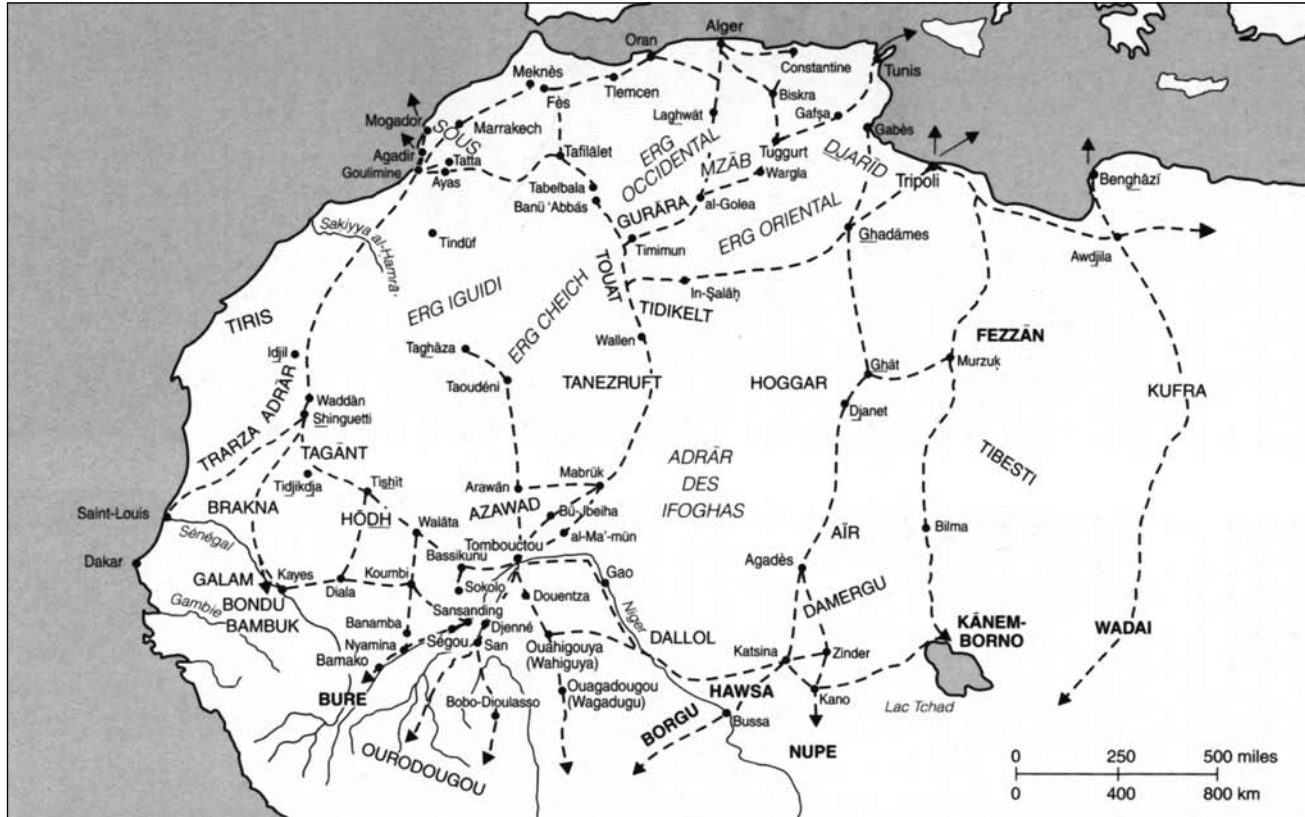 Alger
Oran
Constantine
Tunis
Meknès
Fès
Tlemcen
Biskra
Laghwât
Gafṣa
Mogador
SOUS
Marrakech
Gabès
Agadir
Tatta
Tafilâlet
ERG
OCCIDENTAL
MZĀB
Tuggurt
DJARĪD
Goulimine
Ayas
Wargla
Tripoli
Benghāzī
Tabelbala
Banū ‘Abbās
GURĀRA
al-Golea
ERG ORIENTAL
Sakiyya al-Hamrā·
Tindūf
Timimun
Ghadámes
Awdjila
TOUAT
In-Ṣalāḥ
TIDIKELT
ERG IGUIDI
ERG CHEICH
TIRIS
Wallen
FEZZĀN
Idjil
Taghāza
Ghāt
Murzuḳ
Taoudéni
TANEZRUFT
HOGGAR
KUFRA
ADRĀR
Waddān
Shinguetti
Djanet
TRARZA
TAGĀNT
TIBESTI
ADRĀR
DES
IFOGHAS
Tidjikdja
Tishīt
Arawān
Mabrūk
Saint-Louis
BRAKNA
HŌDH
AZAWAD
Bū-Jbeiha
Walāta
al-Ma’-mūn
Bilma
AÏR
Sénégal
Tombouctou
Bassikunu
Dakar
Agadès
GALAM
Kayes
Diala
Koumbi
Sokolo
Douentza
Gao
Gambie
BONDU
BAMBUK
Niger
DAMERGU
Sansanding
Banamba
Djenné
KĀNEM-
BORNO
WADAI
Nyamina
Ségou
San
Ouahigouya
(Wahiguya)
DALLOL
Katsina
Zinder
Bamako
BURE
Ouagadougou
(Wagadugu)
HAWSA
Kano
Bobo-Dioulasso
Lac Tchad
BORGU
Bussa
OURODOUGOU
NUPE
0 250 500 miles
0 400 800 km